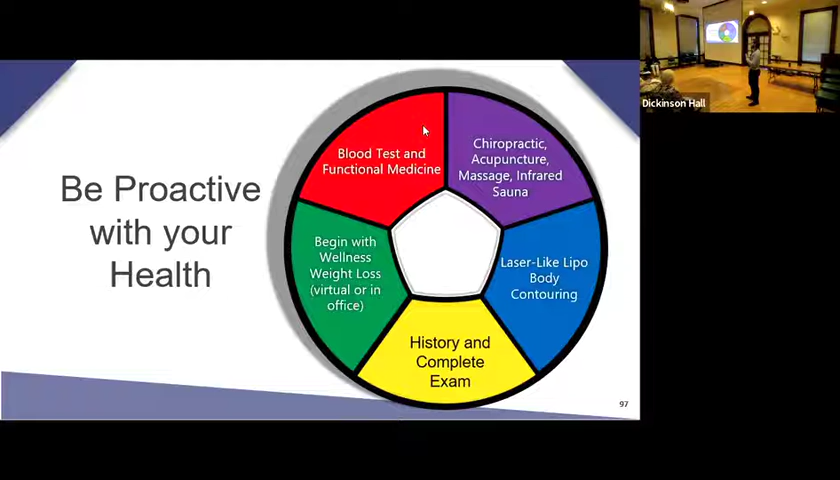 Be Proactive
with your
Health
Blood Test and
Functional Medicine
Chiropractic,
Acupuncture,
Massage, Infrared
Sauna
Begin with
Wellness
Weight Loss
(virtual or in
office)
Laser-Like Lipo
Body
Contouring
History and
Complete
Exam
97
Dickinson Hall